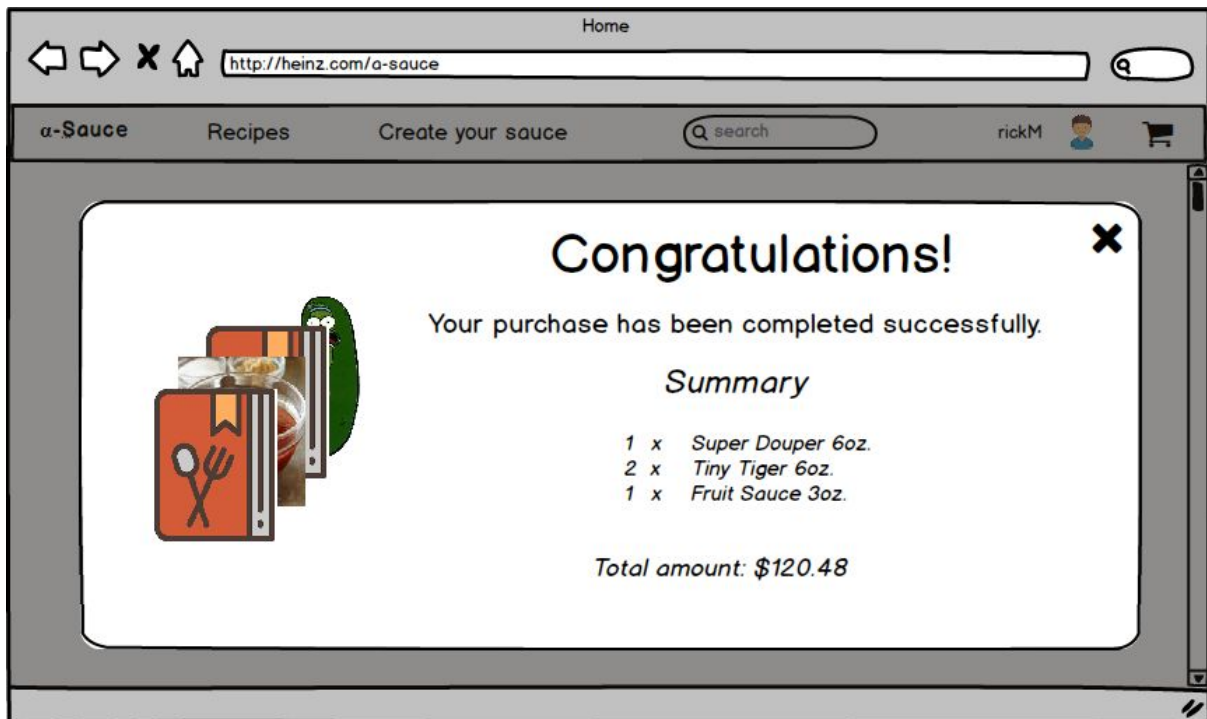 Home
http://heinz.com/a-sauce
α-Sauce Recipes Create your sauce search rickM
Congratulations!
Your purchase has been completed successfully.
Summary
1 x Super Douper 6oz.
2 x Tiny Tiger 6oz.
1 x Fruit Sauce 3oz.
Total amount: $120.48